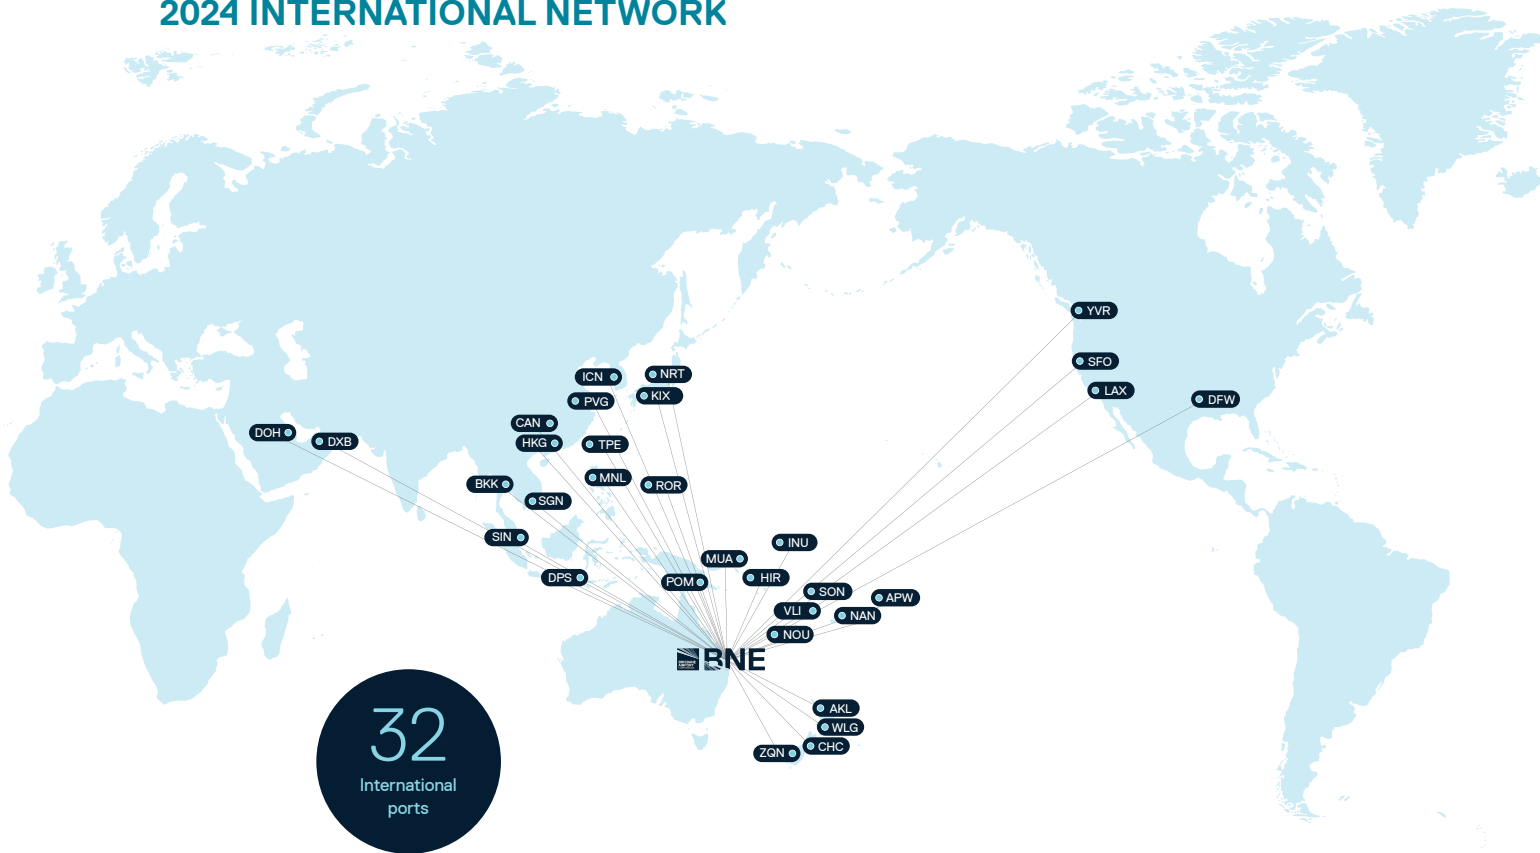 2024 INTERNATIONAL NETWORK
YVR
SFO
LAX
DFW
ICN
NRT
KIX
PVG
CAN
HKG
TPE
DOH
DXB
BKK
SGN
MNL
ROR
SIN
DPS
INU
MUA
HIR
POM
SON
APW
VLI
NAN
NOU
BNE
AKL
WLG
CHC
ZQN
32
International
ports